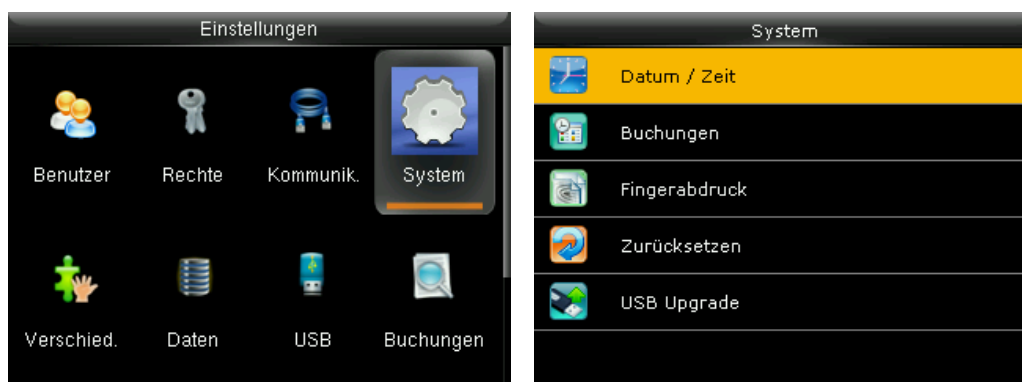 Einstellungen
Benutzer
Rechte
Kommunik.
System
Verschied.
Daten
USB
Buchungen
System
Datum / Zeit
Buchungen
Fingerabdruck
Zurücksetzen
USB Upgrade